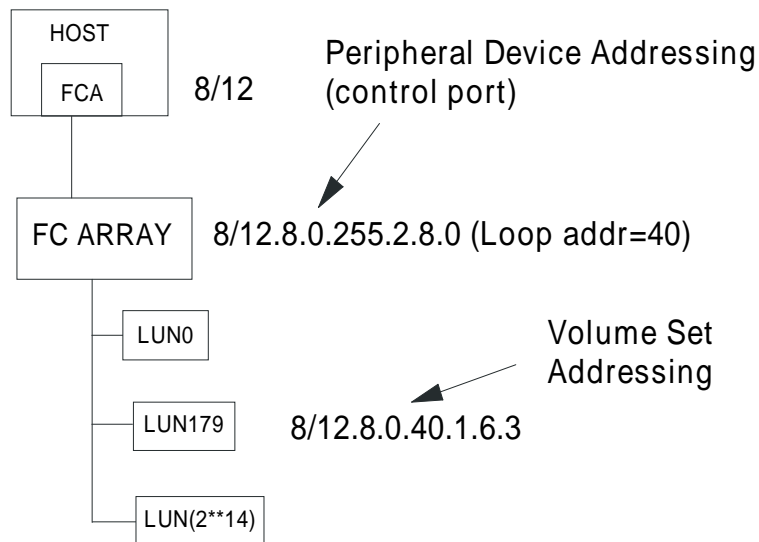 HOST
FCA
8/12
Peripheral Device Addressing
(control port)
FC ARRAY
8/12.8.0.255.2.8.0 (Loop addr=40)
LUN0
Volume Set
Addressing
LUN179
8/12.8.0.40.1.6.3
LUN(2**14)